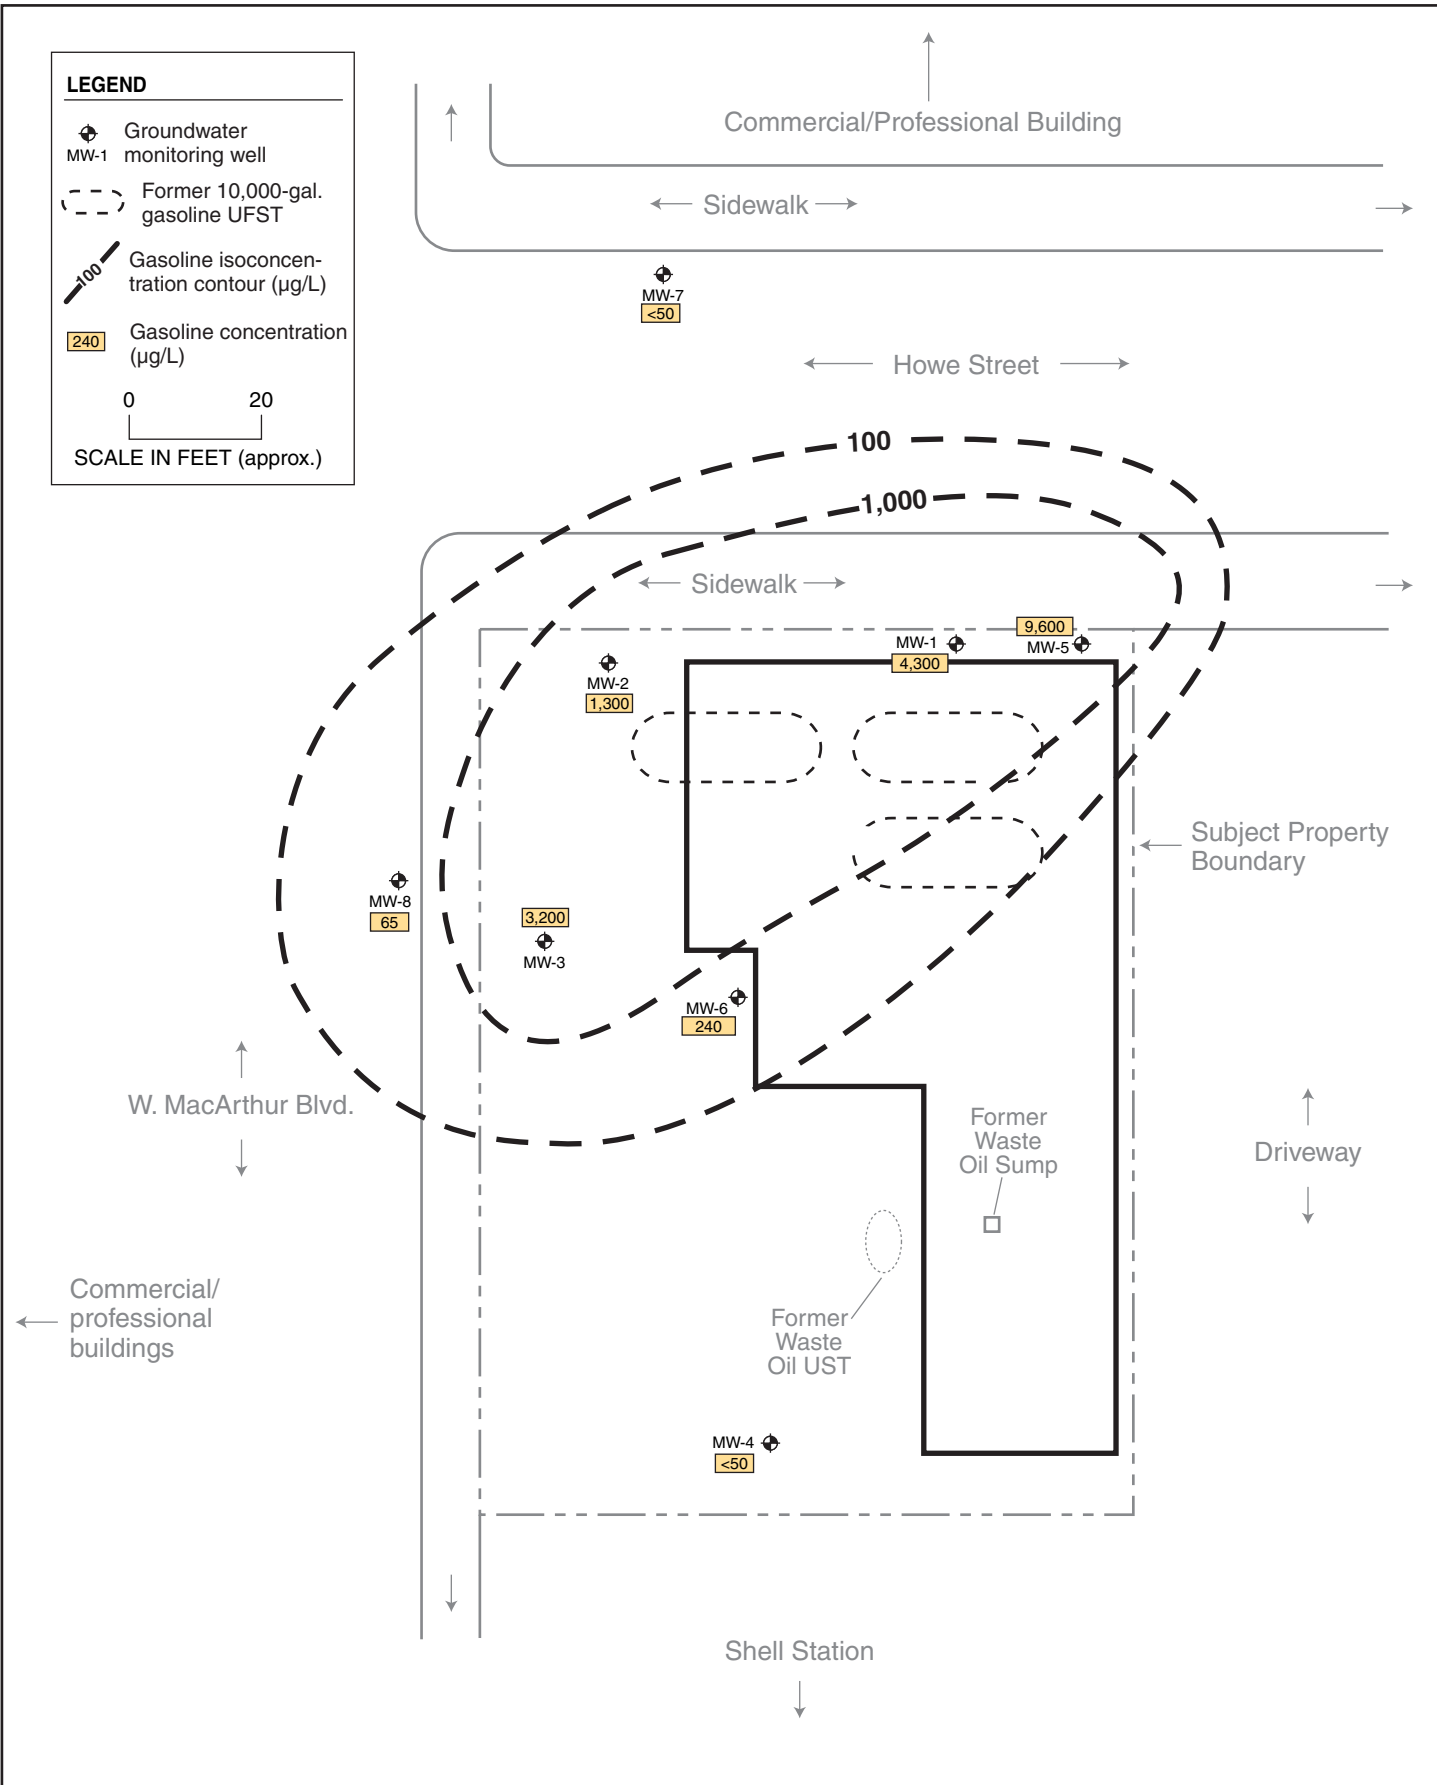 LEGEND
Groundwater
monitoring well
MW-1
Former 10,000-gal.
gasoline UFST
100
Gasoline isoconcen-
tration contour (µg/L)
240
Gasoline concentration
(µg/L)
0 20
SCALE IN FEET (approx.)
Commercial/Professional Building
Sidewalk
MW-7
<50
Howe Street
100
1,000
Sidewalk
9,600
MW-1
MW-5
4,300
MW-2
1,300
Subject Property
Boundary
MW-8
65
3,200
MW-3
MW-6
240
W. MacArthur Blvd.
Former
Waste
Oil Sump
Driveway
Commercial/
professional
buildings
Former
Waste
Oil UST
MW-4
<50
Shell Station